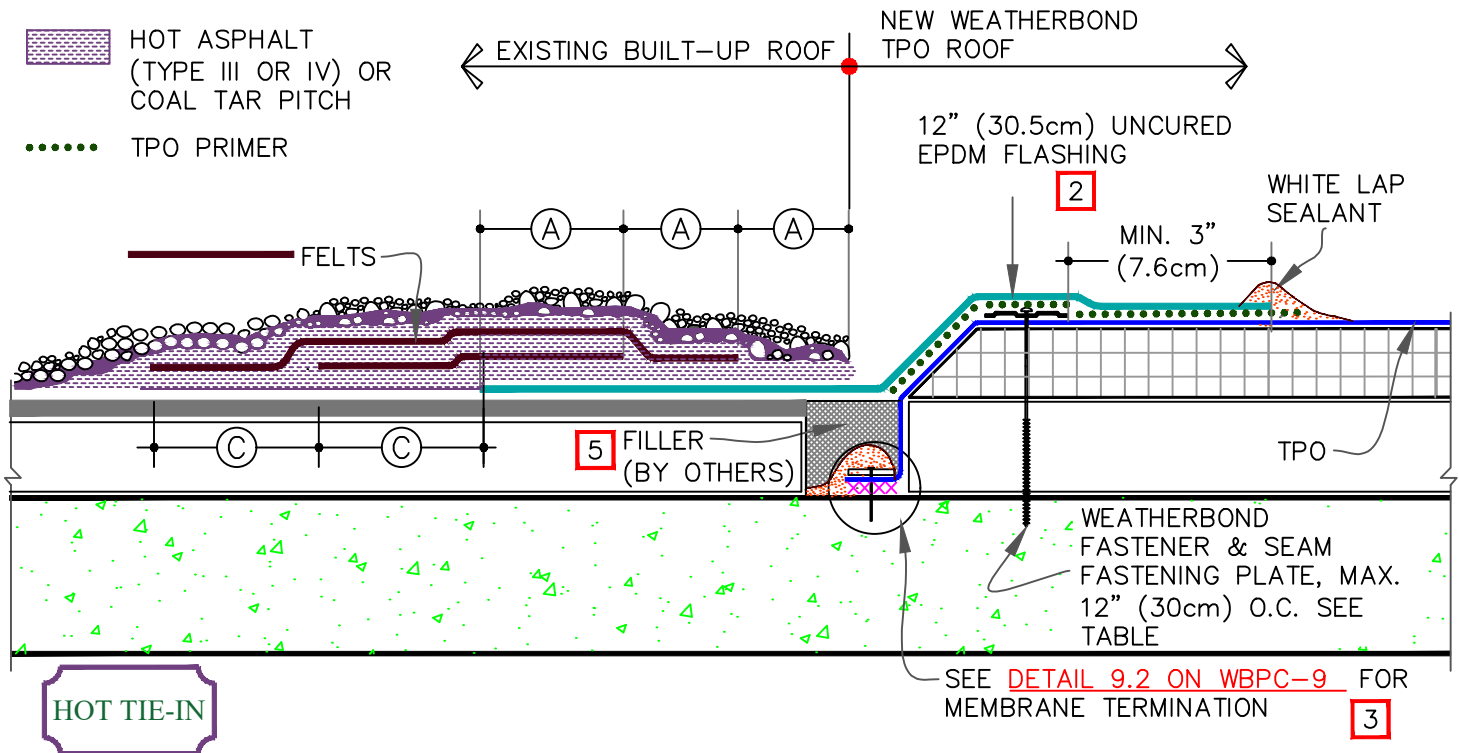 HOT ASPHALT
(TYPE III OR IV) OR
COAL TAR PITCH
TPO PRIMER
EXISTING BUILT-UP ROOF
NEW WEATHERBOND
TPO ROOF
12" (30.5cm) UNCURED
EPDM FLASHING
2
WHITE LAP
SEALANT
MIN. 3"
(7.6cm)
A
A
A
FELTS
C
C
5
FILLER
(BY OTHERS)
TPO
WEATHERBOND
FASTENER & SEAM
FASTENING PLATE, MAX.
12" (30cm) O.C. SEE
TABLE
SEE DETAIL 9.2 ON WBPC-9 FOR
MEMBRANE TERMINATION
3
HOT TIE-IN